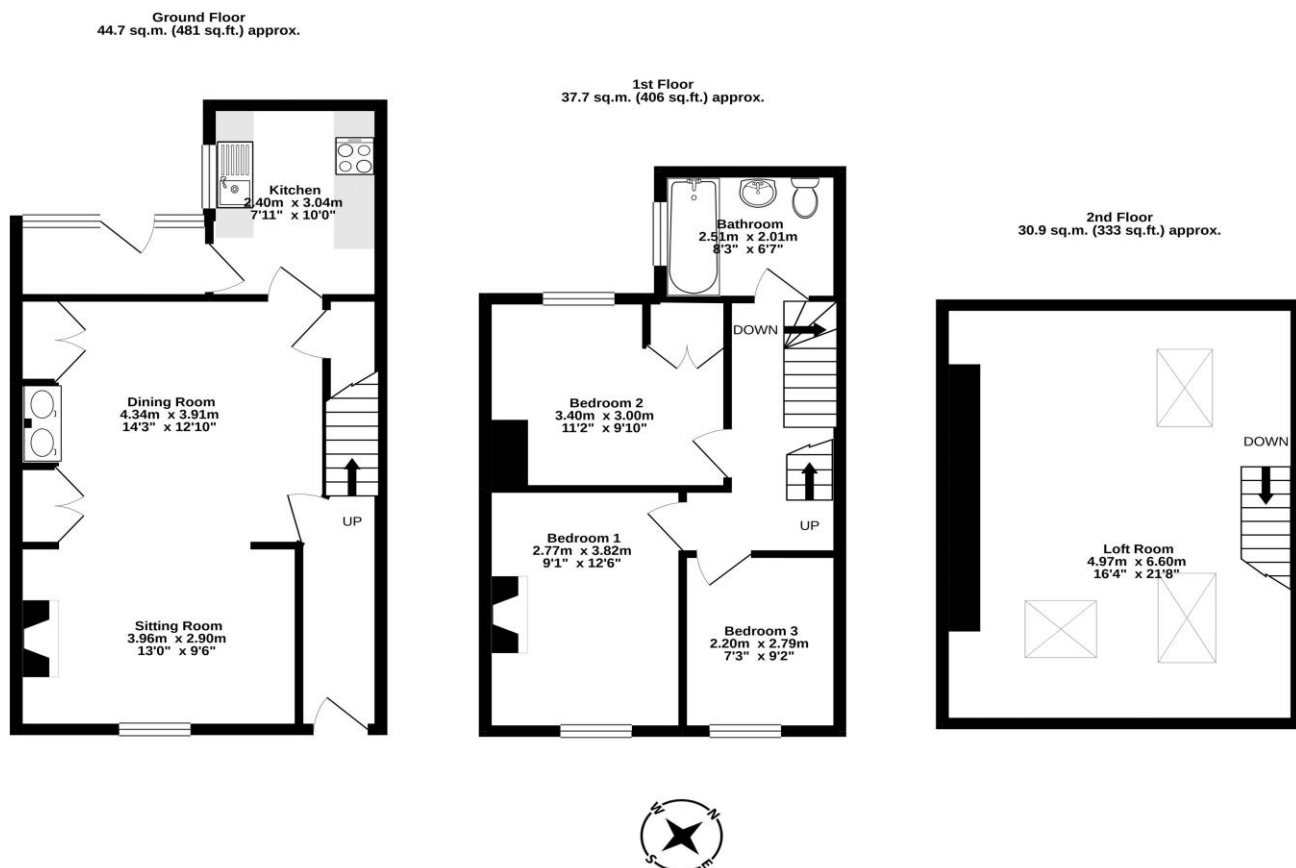 Ground Floor
44.7 sq.m. (481 sq.ft.) approx.
Kitchen
2.40m x 3.04m
7'11" x 10'0"
Dining Room
4.34m x 3.91m
14'3" x 12'10"
UP
Sitting Room
3.96m x 2.90m
13'0" x 9'6"
1st Floor
37.7 sq.m. (406 sq.ft.) approx.
Bathroom
2.51m x 2.01m
8'3" x 6'7"
DOWN
Bedroom 2
3.40m x 3.00m
11'2" x 9'10"
UP
Bedroom 1
2.77m x 3.82m
9'1" x 12'6"
Bedroom 3
2.20m x 2.79m
7'3" x 9'2"
2nd Floor
30.9 sq.m. (333 sq.ft.) approx.
DOWN
Loft Room
4.97m x 6.60m
16'4" x 21'8"
W N
S E